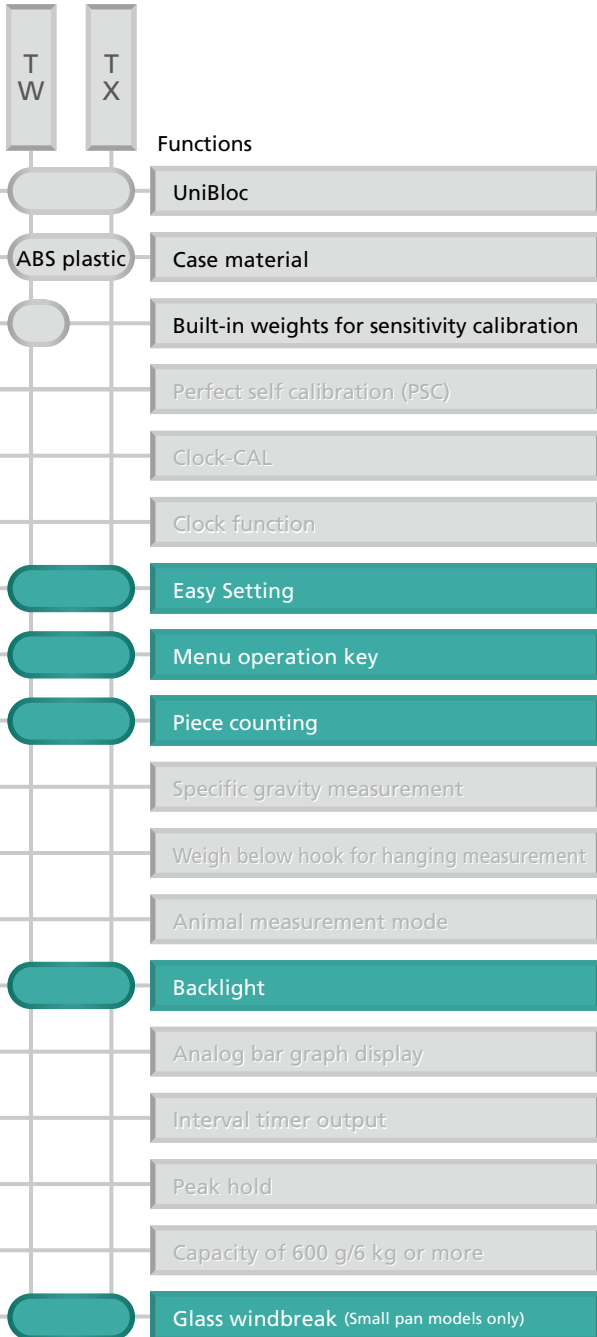 TW
TX
Functions
UniBloc
ABS plastic
Case material
Built-in weights for sensitivity calibration
Perfect self calibration (PSC)
Clock-CAL
Clock function
Easy Setting
Menu operation key
Piece counting
Specific gravity measurement
Weigh below hook for hanging measurement
Animal measurement mode
Backlight
Analog bar graph display
Interval timer output
Peak hold
Capacity of 600 g/6 kg or more
Glass windbreak (Small pan models only)